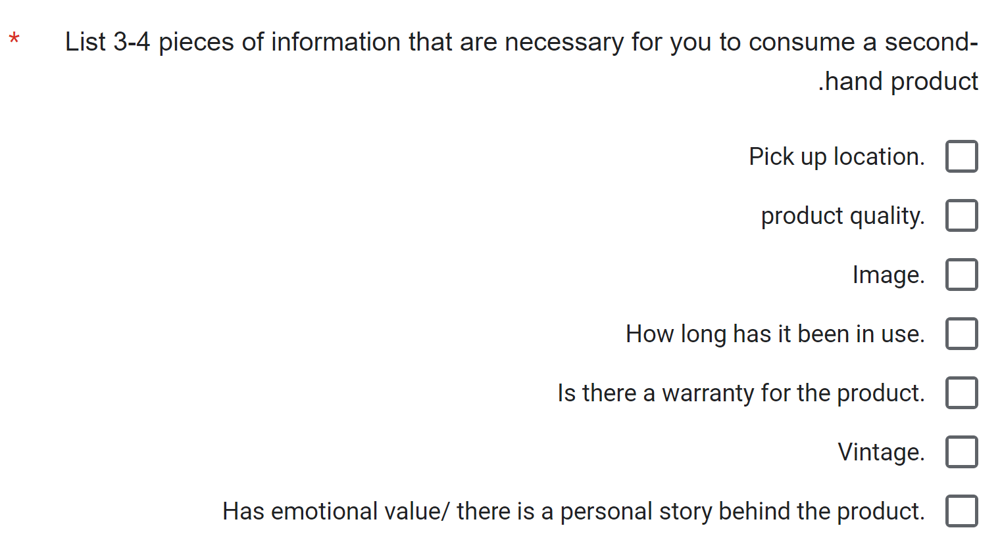 * List 3-4 pieces of information that are necessary for you to consume a second-
.hand product
Pick up location.
product quality.
Image.
How long has it been in use.
Is there a warranty for the product.
Vintage.
Has emotional value/ there is a personal story behind the product.